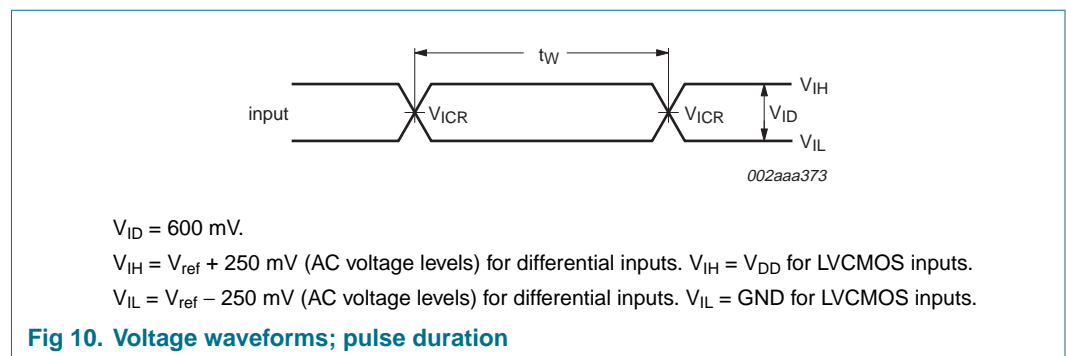 tW
VIH
input
VICR
VICR
VID
VIL
002aaa373
VID = 600 mV.
VIH = Vref + 250 mV (AC voltage levels) for differential inputs. VIH = VDD for LVCMOS inputs.
VIL = Vref − 250 mV (AC voltage levels) for differential inputs. VIL = GND for LVCMOS inputs.
Fig 10. Voltage waveforms; pulse duration